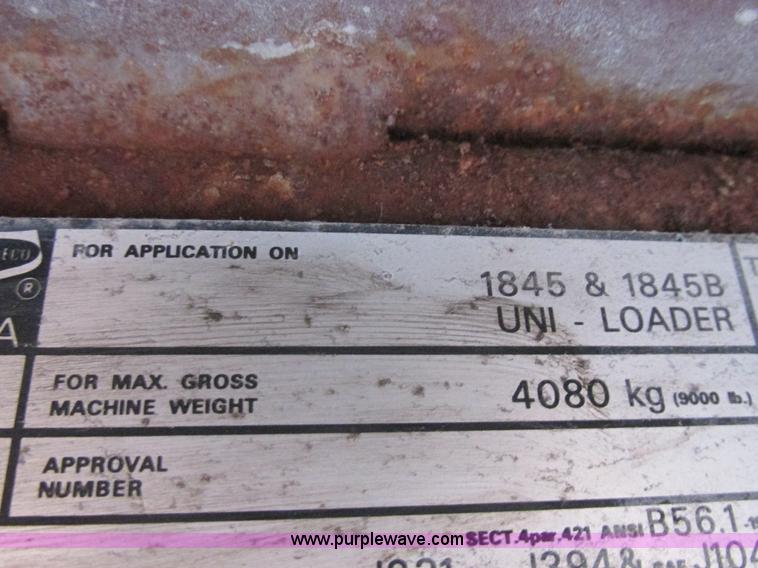 FOR APPLICATION ON
1845 & 1845B
UNI - LOADER
FOR MAX. GROSS
MACHINE WEIGHT
4080 kg (9000 lb.)
APPROVAL
NUMBER
SECT.4par.421 ANSI B56.1
www.purplewave.com
J394&